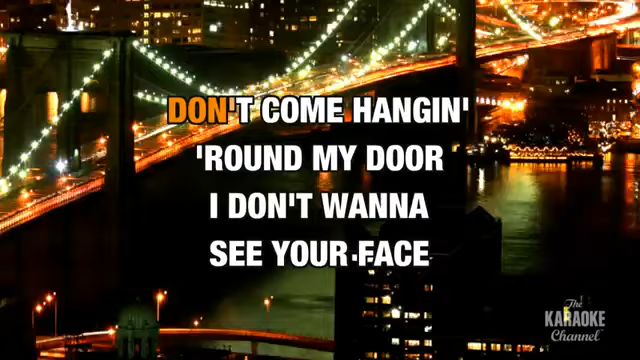 DON'T COME HANGIN'
'ROUND MY DOOR
I DON'T WANNA
SEE YOUR FACE
The
KARAOKE
Channel